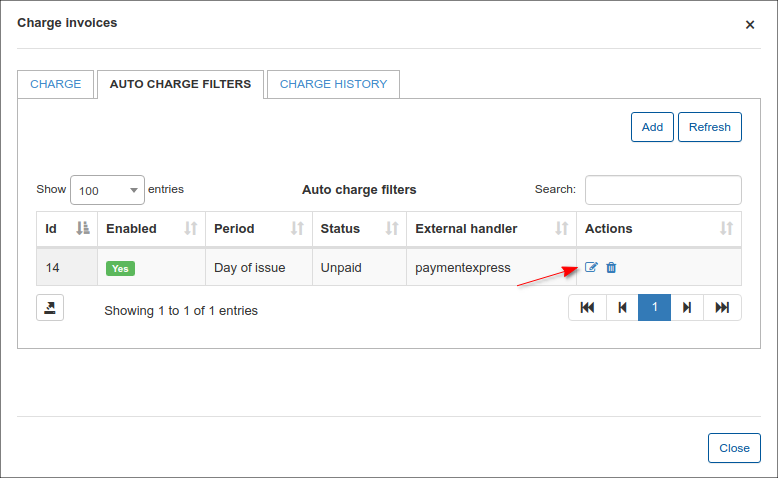 Charge invoices
×
CHARGE AUTO CHARGE FILTERS CHARGE HISTORY
Add Refresh
Show 100 entries Auto charge filters Search:
Id Enabled Period Status External handler Actions
14 Yes Day of issue Unpaid paymentexpress
Showing 1 to 1 of 1 entries 1
Close